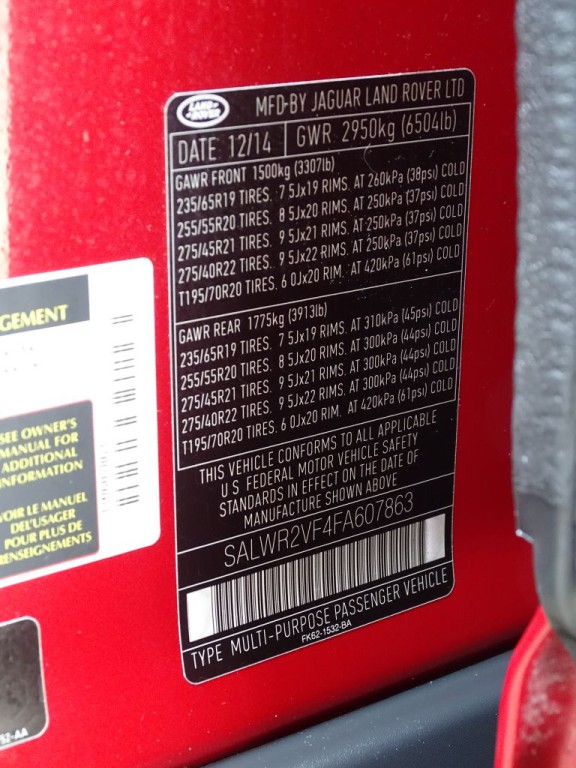 LAND ROVER
MFD-BY JAGUAR LAND ROVER LTD
DATE: 12/14
GWR 2950kg (6504lb)
GAWR FRONT 1500kg (3307lb)
235/65R19 TIRES. 7 5Jx19 RIMS. AT 260kPa (38psi) COLD
255/55R20 TIRES. 8 5Jx20 RIMS. AT 250kPa (37psi) COLD
275/45R21 TIRES. 9 5Jx21 RIMS. AT 250kPa (37psi) COLD
275/40R22 TIRES. 9 5Jx22 RIMS. AT 250kPa (37psi) COLD
T195/70R20 TIRES. 6 0Jx20 RIM. AT 420kPa (61psi) COLD
GAWR REAR 1775kg (3913lb)
235/65R19 TIRES. 7 5Jx19 RIMS. AT 310kPa (45psi) COLD
255/55R20 TIRES. 8 5Jx20 RIMS. AT 300kPa (44psi) COLD
275/45R21 TIRES. 9 5Jx21 RIMS. AT 300kPa (44psi) COLD
275/40R22 TIRES. 9 5Jx22 RIMS. AT 300kPa (44psi) COLD
T195/70R20 TIRES. 6 0Jx20 RIM. AT 420kPa (61psi) COLD
THIS VEHICLE CONFORMS TO ALL APPLICABLE
U S FEDERAL MOTOR VEHICLE SAFETY
STANDARDS IN EFFECT ON THE DATE OF
MANUFACTURE SHOWN ABOVE
SALWR2VF4FA607863
TYPE MULTI-PURPOSE PASSENGER VEHICLE
FK62-1532-BA
GEMENT
SEE OWNER'S
MANUAL FOR
ADDITIONAL
INFORMATION
VOIR LE MANUEL
DEL'USAGER
POUR PLUS DE
RENSEIGNEMENTS
52-AA